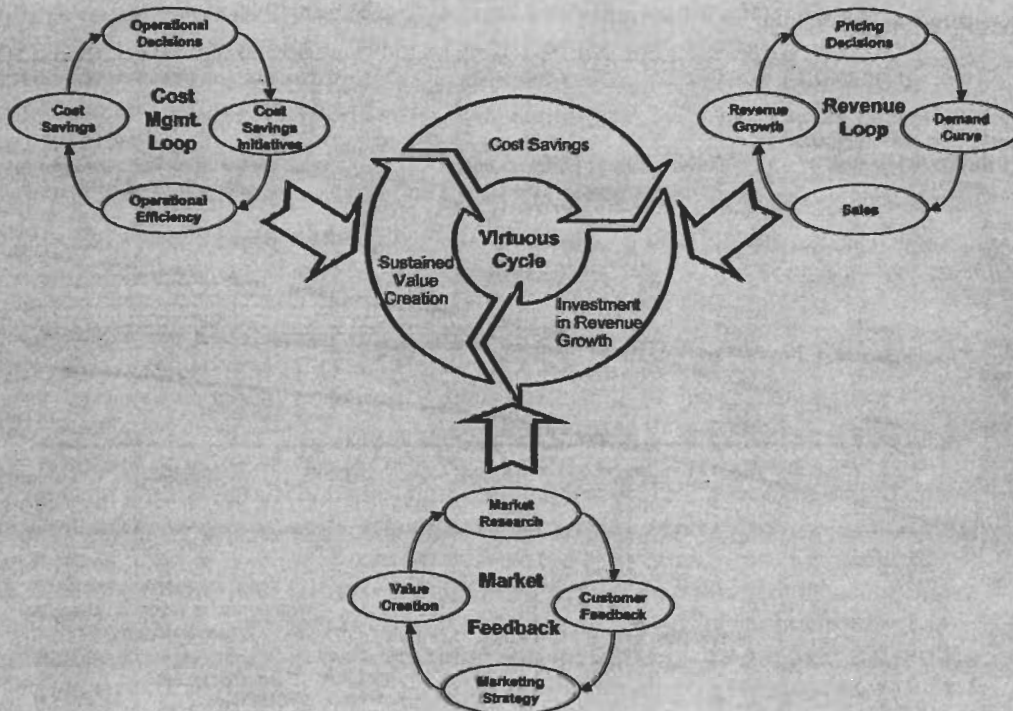 Operational
Decisions
Cost
Mgmt.
Loop
Cost
Savings
Cost
Savings
Initiatives
Operational
Efficiency
Pricing
Decisions
Revenue
Loop
Revenue
Growth
Demand
Curve
Sales
Cost Savings
Virtuous
Cycle
Sustained
Value
Creation
Investment
in Revenue
Growth
Market
Research
Market
Feedback
Value
Creation
Customer
Feedback
Marketing
Strategy